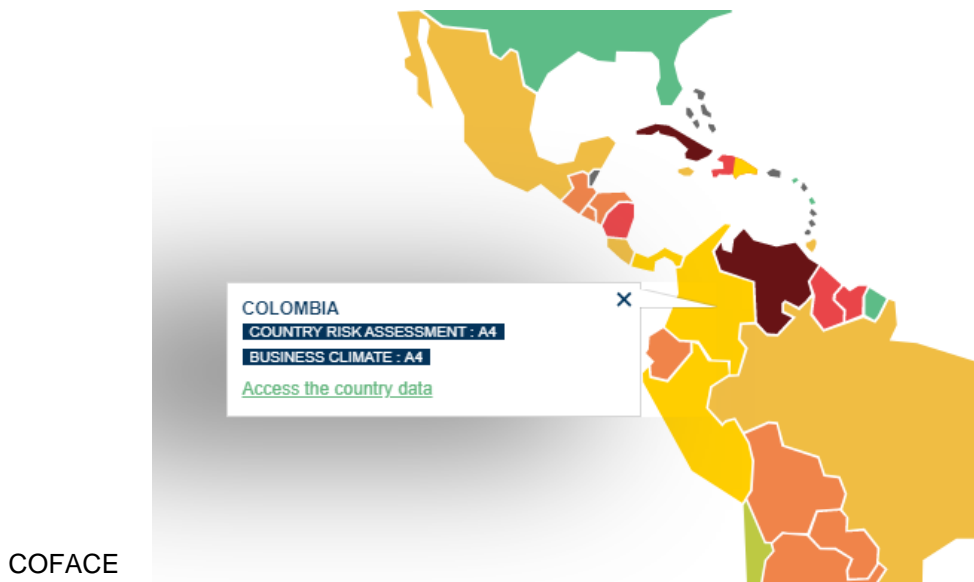 COLOMBIA
COUNTRY RISK ASSESSMENT : A4
BUSINESS CLIMATE : A4
Access the country data
COFACE